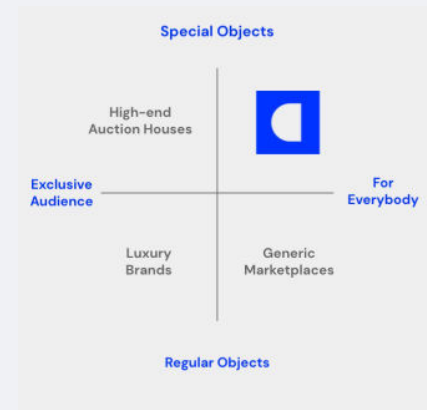 Special Objects
High-end
Auction Houses
Exclusive
Audience
For
Everybody
Luxury
Brands
Generic
Marketplaces
Regular Objects